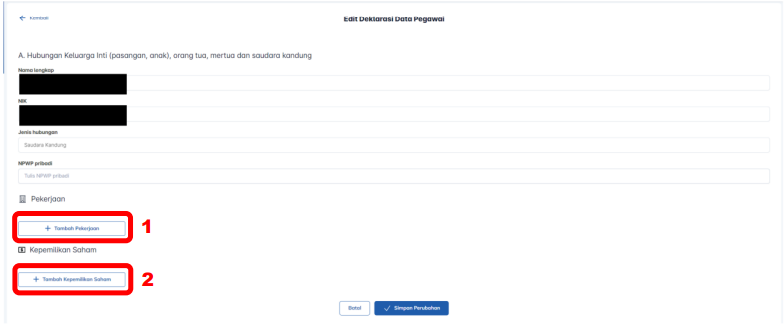 ← Kembali
Edit Deklarasi Data Pegawai
A. Hubungan Keluarga Inti (pasangan, anak), orang tua, mertua dan saudara kandung
Nama lengkap
NIK
Jenis hubungan
Saudara Kandung
NPWP pribadi
Tulis NPWP pribadi
Pekerjaan
+ Tambah Pekerjaan
1
Kepemilikan Saham
+ Tambah Kepemilikan Saham
2
Batal
Simpan Perubahan